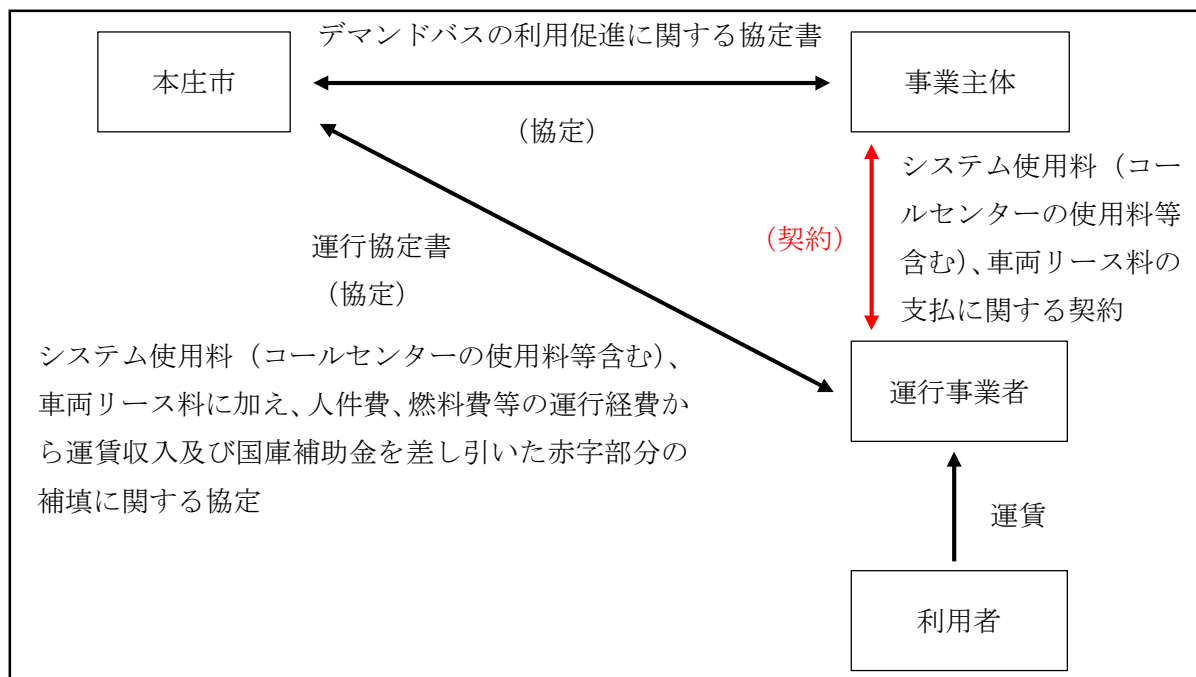 デマンドバスの利用促進に関する協定書
本庄市
事業主体
（協定）
システム使用料（コー
ルセンターの使用料等
含む）、車両リース料の
支払に関する契約
（契約）
運行協定書
（協定）
システム使用料（コールセンターの使用料等含む）、
車両リース料に加え、人件費、燃料費等の運行経費か
ら運賃収入及び国庫補助金を差し引いた赤字部分の
補填に関する協定
運行事業者
運賃
利用者